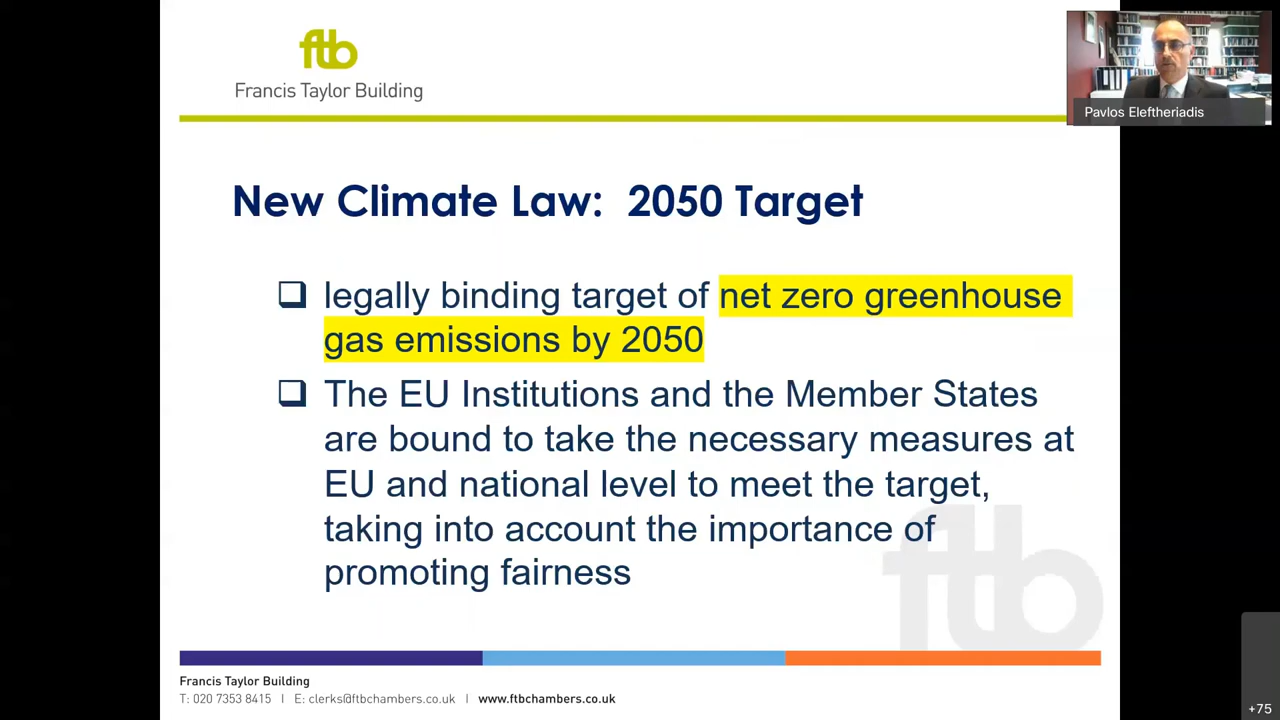 ftb
Francis Taylor Building
Pavlos Eleftheriadis
New Climate Law: 2050 Target
legally binding target of net zero greenhouse
gas emissions by 2050
The EU Institutions and the Member States
are bound to take the necessary measures at
EU and national level to meet the target,
taking into account the importance of
promoting fairness
ftb
Francis Taylor Building
T: 020 7353 8415 | E: clerks@ftbchambers.co.uk | www.ftbchambers.co.uk
+75